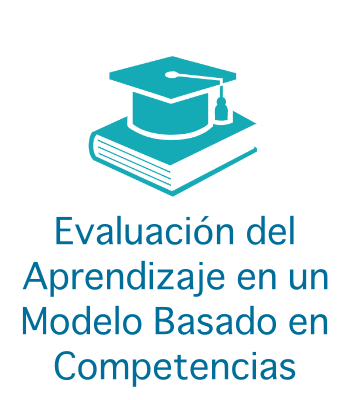 Evaluación del
Aprendizaje en un
Modelo Basado en
Competencias